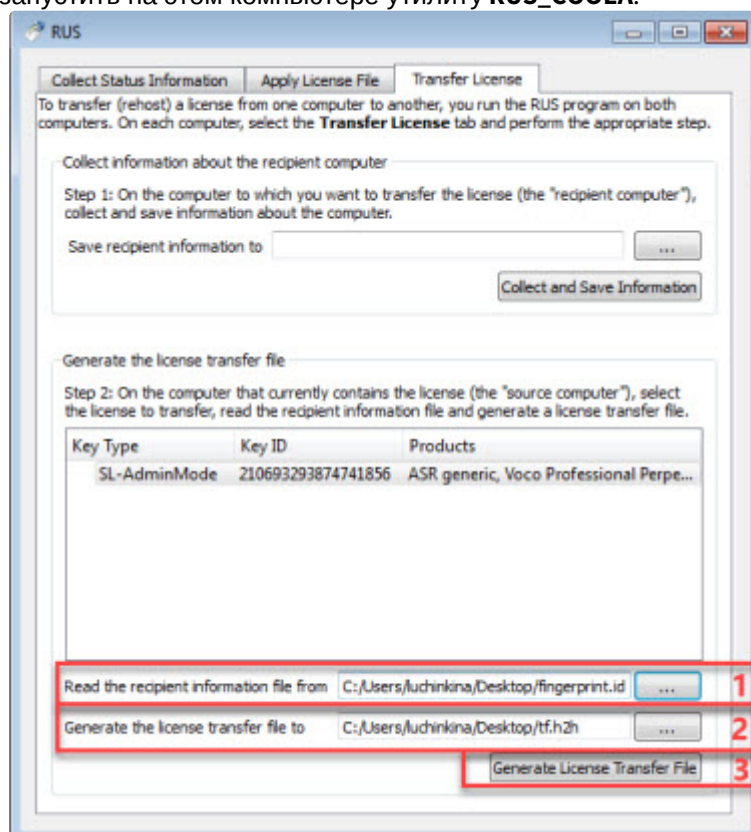 запустить на этом компьютере утилиту RUS_COOEX.
RUS
Collect Status Information Apply License File Transfer License
To transfer (rehost) a license from one computer to another, you run the RUS program on both
computers. On each computer, select the Transfer License tab and perform the appropriate step.
Collect information about the recipient computer
Step 1: On the computer to which you want to transfer the license (the "recipient computer"),
collect and save information about the computer.
Save recipient information to ...
Collect and Save Information
Generate the license transfer file
Step 2: On the computer that currently contains the license (the "source computer"), select
the license to transfer, read the recipient information file and generate a license transfer file.
Key Type Key ID Products
SL-AdminMode 210693293874741856 ASR generic, Voco Professional Perpe...
Read the recipient information file from C:/Users/luchinkina/Desktop/fingerprint.id ... 1
Generate the license transfer file to C:/Users/luchinkina/Desktop/tf.h2h ... 2
Generate License Transfer File 3